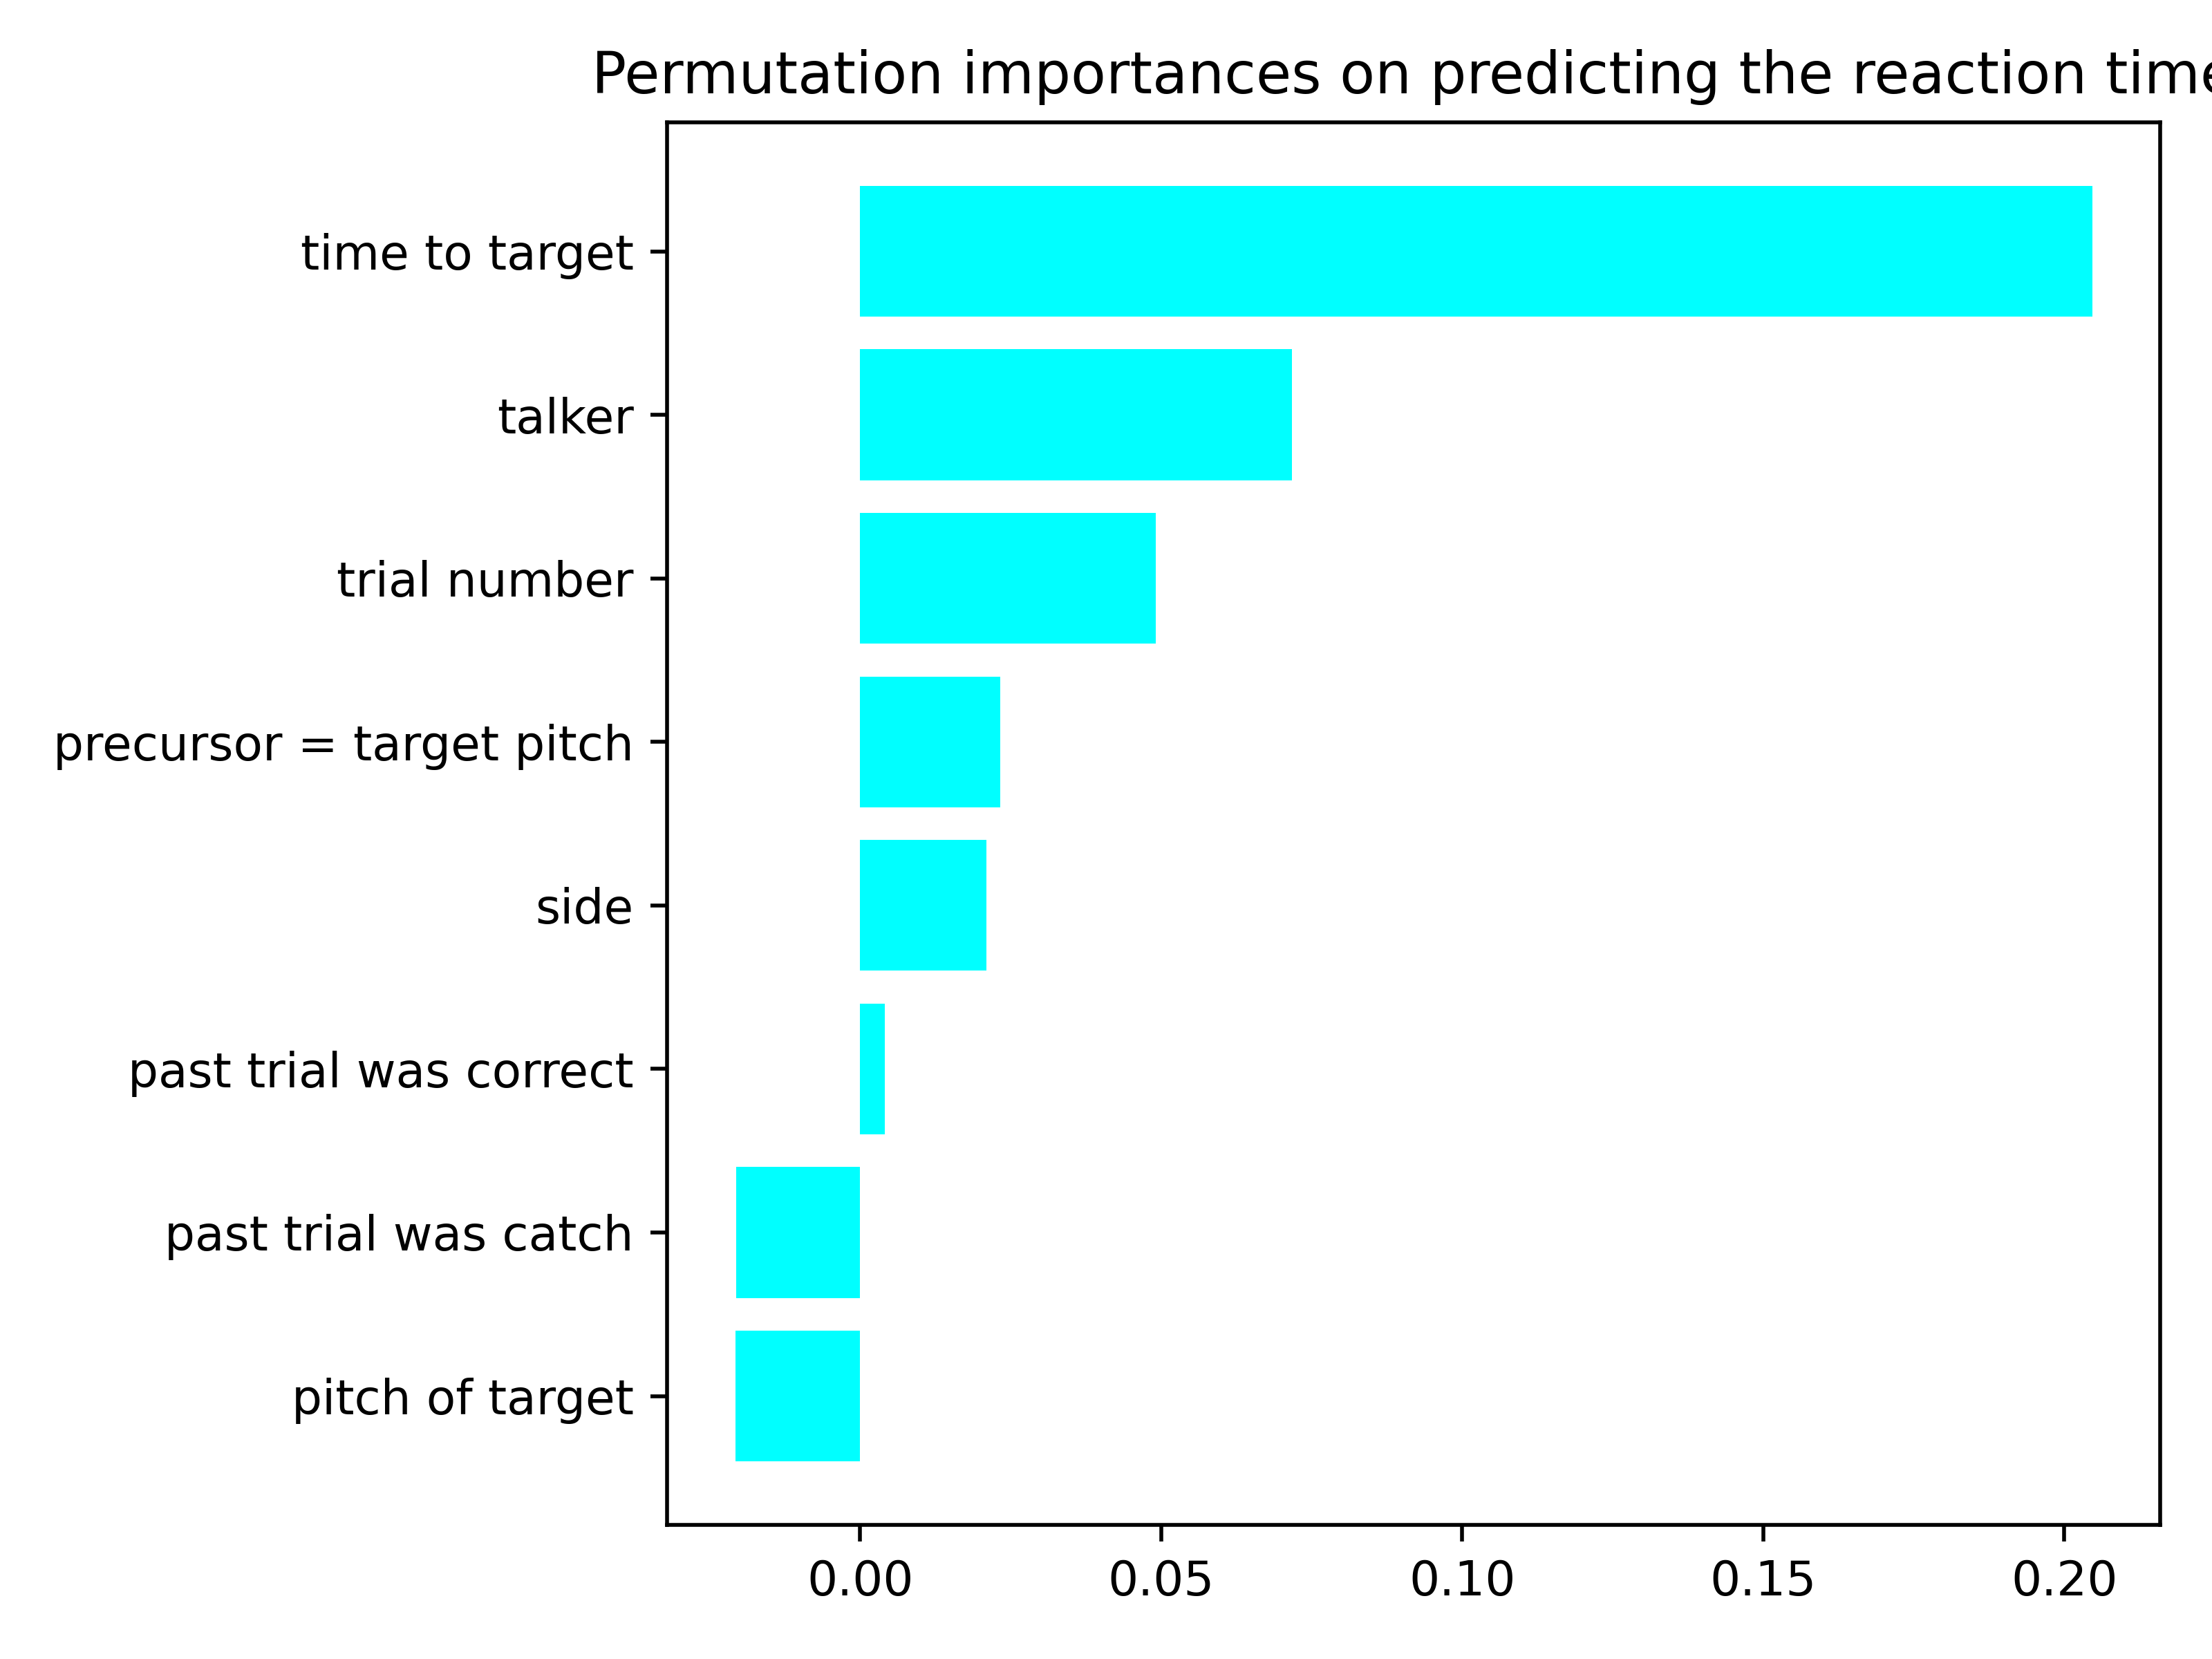 Permutation importances on predicting the reaction time
time to target
talker
trial number
precursor = target pitch
side
past trial was correct
past trial was catch
pitch of target
0.00 0.05 0.10 0.15 0.20